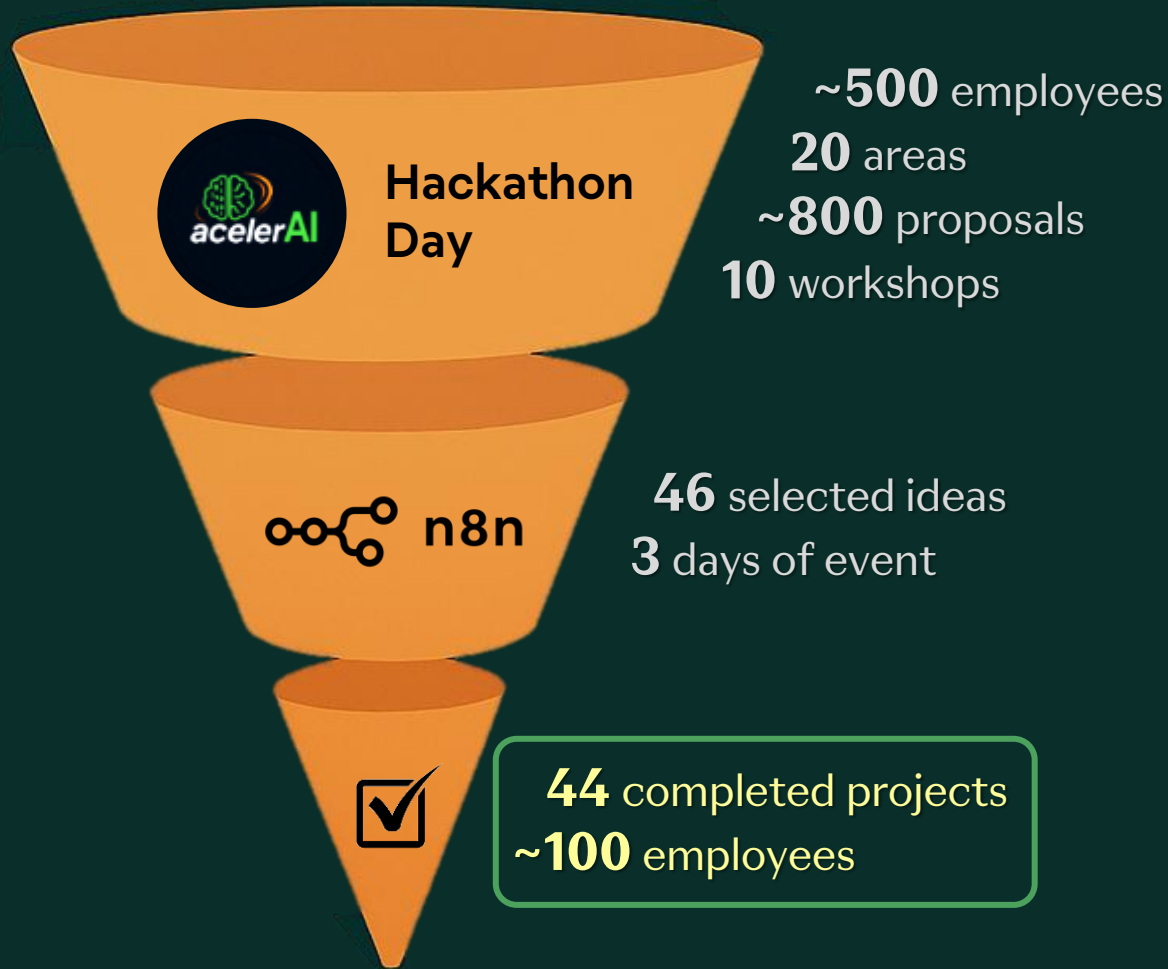 ~500 employees
20 areas
~800 proposals
10 workshops
acelerAI
Hackathon
Day
46 selected ideas
3 days of event
n8n
44 completed projects
~100 employees